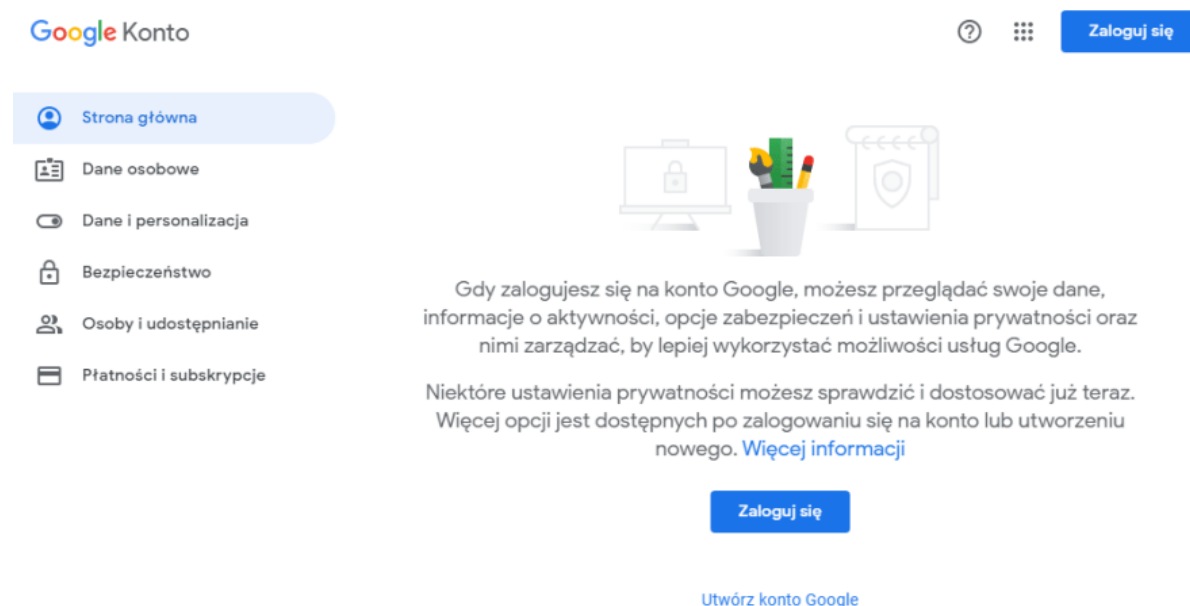 Google Konto
Zaloguj się
Strona główna
Dane osobowe
Dane i personalizacja
Bezpieczeństwo
Osoby i udostępnianie
Płatności i subskrypcje
Gdy zalogujesz się na konto Google, możesz przeglądać swoje dane,
informacje o aktywności, opcje zabezpieczeń i ustawienia prywatności oraz
nimi zarządzać, by lepiej wykorzystać możliwości usług Google.
Niektóre ustawienia prywatności możesz sprawdzić i dostosować już teraz.
Więcej opcji jest dostępnych po zalogowaniu się na konto lub utworzeniu
nowego. Więcej informacji
Zaloguj się
Utwórz konto Google